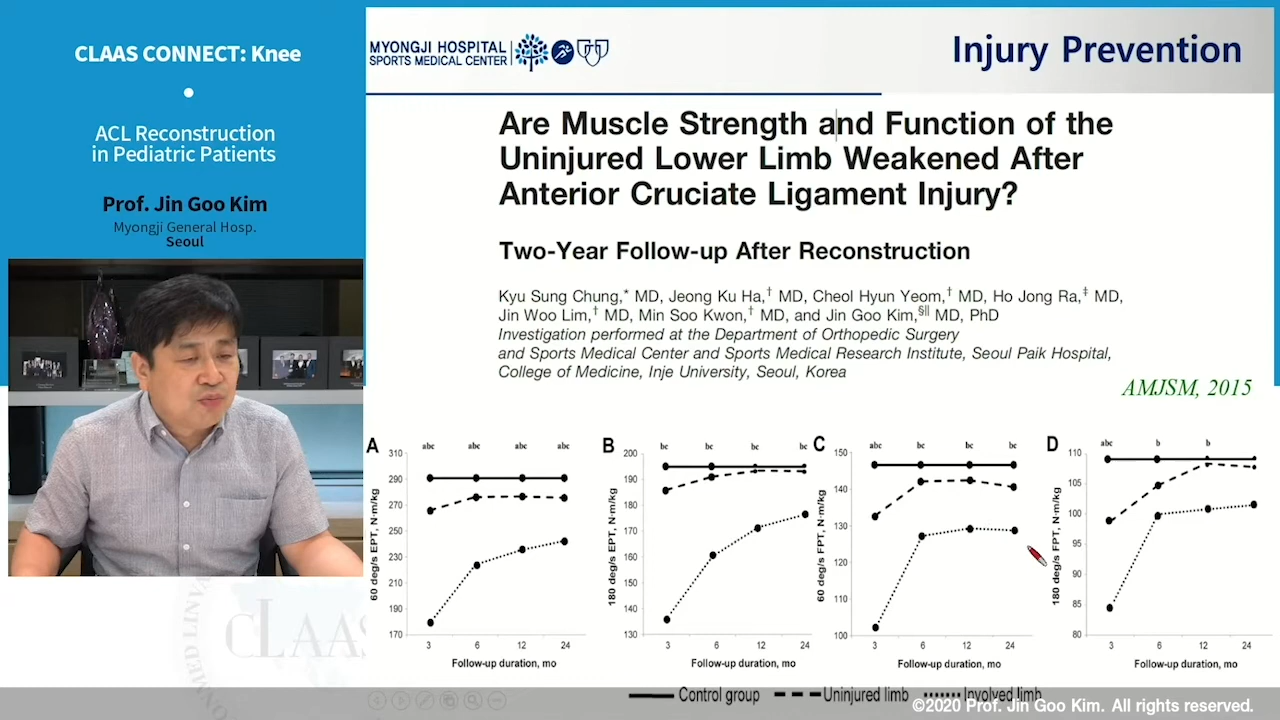 CLAAS CONNECT: Knee
ACL Reconstruction
in Pediatric Patients
Prof. Jin Goo Kim
Myongji General Hosp.
Seoul
MYONGJI HOSPITAL
SPORTS MEDICAL CENTER
Injury Prevention
Are Muscle Strength and Function of the
Uninjured Lower Limb Weakened After
Anterior Cruciate Ligament Injury?
Two-Year Follow-up After Reconstruction
Kyu Sung Chung,* MD, Jeong Ku Ha,† MD, Cheol Hyun Yeom,† MD, Ho Jong Ra,‡ MD,
Jin Woo Lim,† MD, Min Soo Kwon,† MD, and Jin Goo Kim,§|| MD, PhD
Investigation performed at the Department of Orthopedic Surgery
and Sports Medical Center and Sports Medical Research Institute, Seoul Paik Hospital,
College of Medicine, Inje University, Seoul, Korea
AMJSM, 2015
A
abc abc abc abc
60 deg/s EPT, N·m/kg
310
290
270
250
230
210
190
170
3 6 12 24
Follow-up duration, mo
B
bc bc bc bc
180 deg/s EPT, N·m/kg
200
190
180
170
160
150
140
130
3 6 12 24
Follow-up duration, mo
C
abc bc bc bc
60 deg/s FPT, N·m/kg
150
140
130
120
110
100
3 6 12 24
Follow-up duration, mo
D
abc b b
180 deg/s FPT, N·m/kg
110
105
100
95
90
85
80
3 6 12 24
Follow-up duration, mo
Control group Uninjured limb Involved limb
CLAAS
©2020 Prof. Jin Goo Kim. All rights reserved.